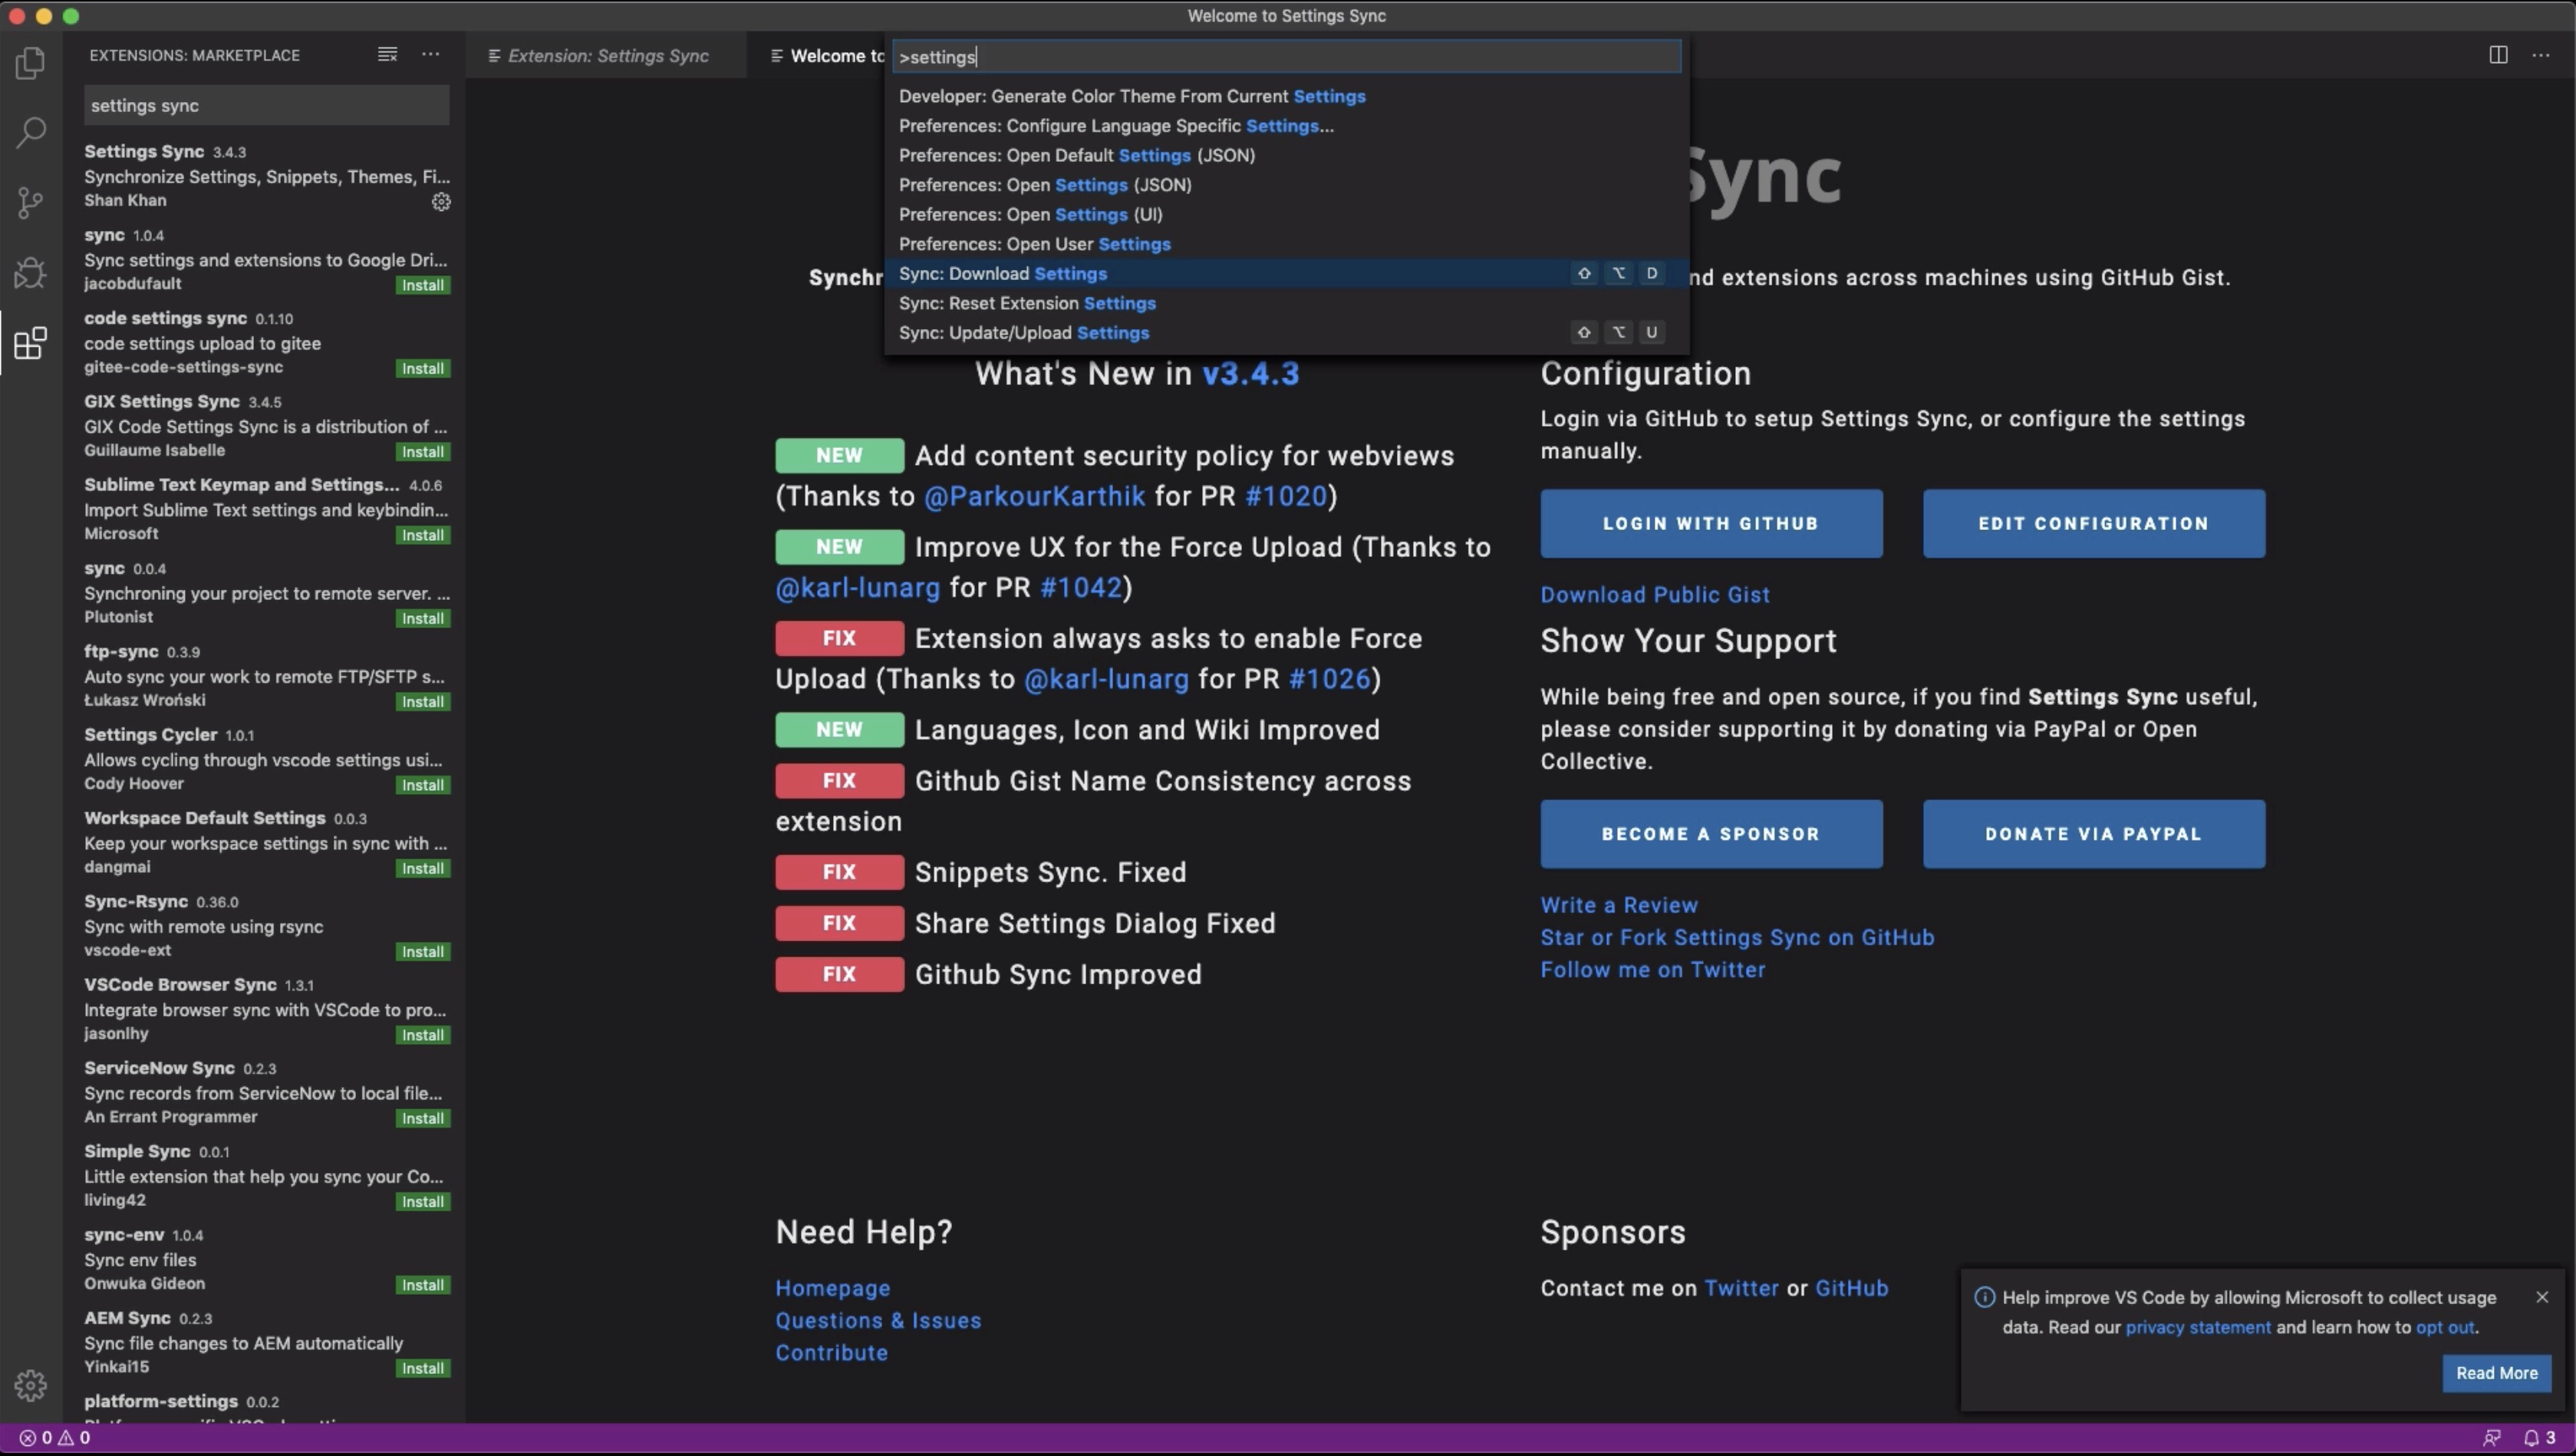 Welcome to Settings Sync
EXTENSIONS: MARKETPLACE
settings sync
Settings Sync 3.4.3
Synchronize Settings, Snippets, Themes, Fi...
Shan Khan
sync 1.0.4
Sync settings and extensions to Google Dri...
jacobdufault Install
code settings sync 0.1.10
code settings upload to gitee
gitee-code-settings-sync Install
GIX Settings Sync 3.4.5
GIX Code Settings Sync is a distribution of ...
Guillaume Isabelle Install
Sublime Text Keymap and Settings... 4.0.6
Import Sublime Text settings and keybindin...
Microsoft Install
sync 0.0.4
Synchroning your project to remote server. ...
Plutonist Install
ftp-sync 0.3.9
Auto sync your work to remote FTP/SFTP s...
Łukasz Wroński Install
Settings Cycler 1.0.1
Allows cycling through vscode settings usi...
Cody Hoover Install
Workspace Default Settings 0.0.3
Keep your workspace settings in sync with ...
dangmai Install
Sync-Rsync 0.36.0
Sync with remote using rsync
vscode-ext Install
VSCode Browser Sync 1.3.1
Integrate browser sync with VSCode to pro...
jasonlhy Install
ServiceNow Sync 0.2.3
Sync records from ServiceNow to local file...
An Errant Programmer Install
Simple Sync 0.0.1
Little extension that help you sync your Co...
living42 Install
sync-env 1.0.4
Sync env files
Onwuka Gideon Install
AEM Sync 0.2.3
Sync file changes to AEM automatically
Yinkai15 Install
platform-settings 0.0.2
Extension: Settings Sync
Welcome to
>settings
Developer: Generate Color Theme From Current Settings
Preferences: Configure Language Specific Settings...
Preferences: Open Default Settings (JSON)
Preferences: Open Settings (JSON)
Preferences: Open Settings (UI)
Preferences: Open User Settings
Sync: Download Settings ⇧ ⌥ D
Sync: Reset Extension Settings
Sync: Update/Upload Settings ⇧ ⌥ U
Sync
Synchr
nd extensions across machines using GitHub Gist.
What's New in v3.4.3
NEW Add content security policy for webviews
(Thanks to @ParkourKarthik for PR #1020)
NEW Improve UX for the Force Upload (Thanks to
@karl-lunarg for PR #1042)
FIX Extension always asks to enable Force
Upload (Thanks to @karl-lunarg for PR #1026)
NEW Languages, Icon and Wiki Improved
FIX Github Gist Name Consistency across
extension
FIX Snippets Sync. Fixed
FIX Share Settings Dialog Fixed
FIX Github Sync Improved
Configuration
Login via GitHub to setup Settings Sync, or configure the settings
manually.
LOGIN WITH GITHUB EDIT CONFIGURATION
Download Public Gist
Show Your Support
While being free and open source, if you find Settings Sync useful,
please consider supporting it by donating via PayPal or Open
Collective.
BECOME A SPONSOR DONATE VIA PAYPAL
Write a Review
Star or Fork Settings Sync on GitHub
Follow me on Twitter
Need Help?
Homepage
Questions & Issues
Contribute
Sponsors
Contact me on Twitter or GitHub
Help improve VS Code by allowing Microsoft to collect usage
data. Read our privacy statement and learn how to opt out.
Read More
0 0
3